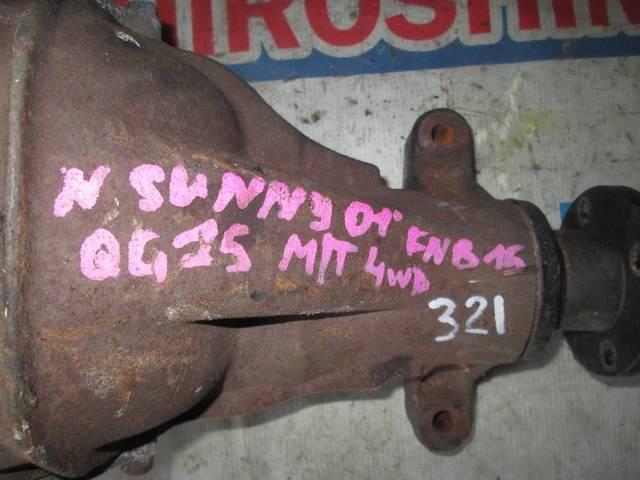 HIROSHIM
N SUNNY 01' FNB15
QG15 M/T 4WD
321